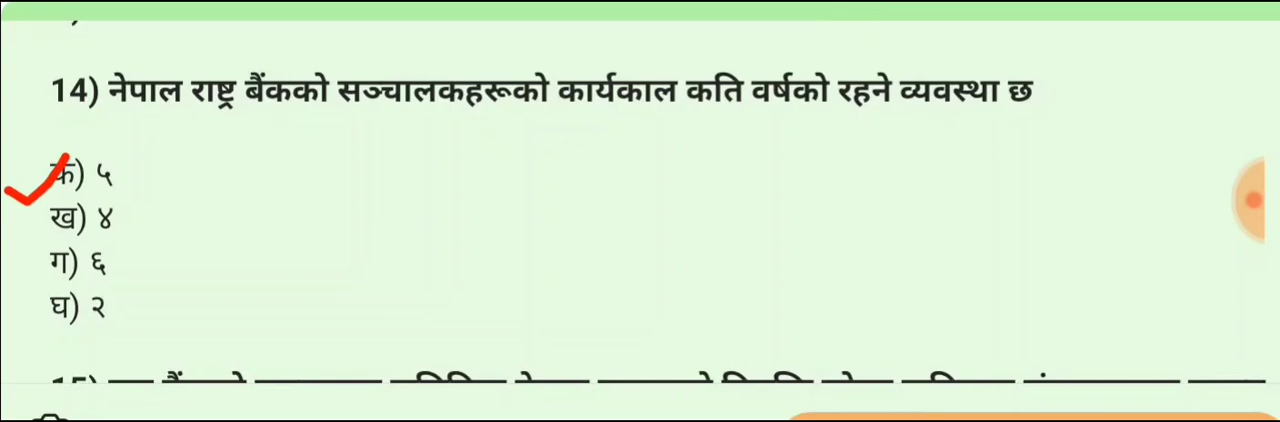 14) नेपाल राष्ट्र बैंकको सञ्चालकहरूको कार्यकाल कति वर्षको रहने व्यवस्था छ
क) ५
ख) ४
ग) ६
घ) २